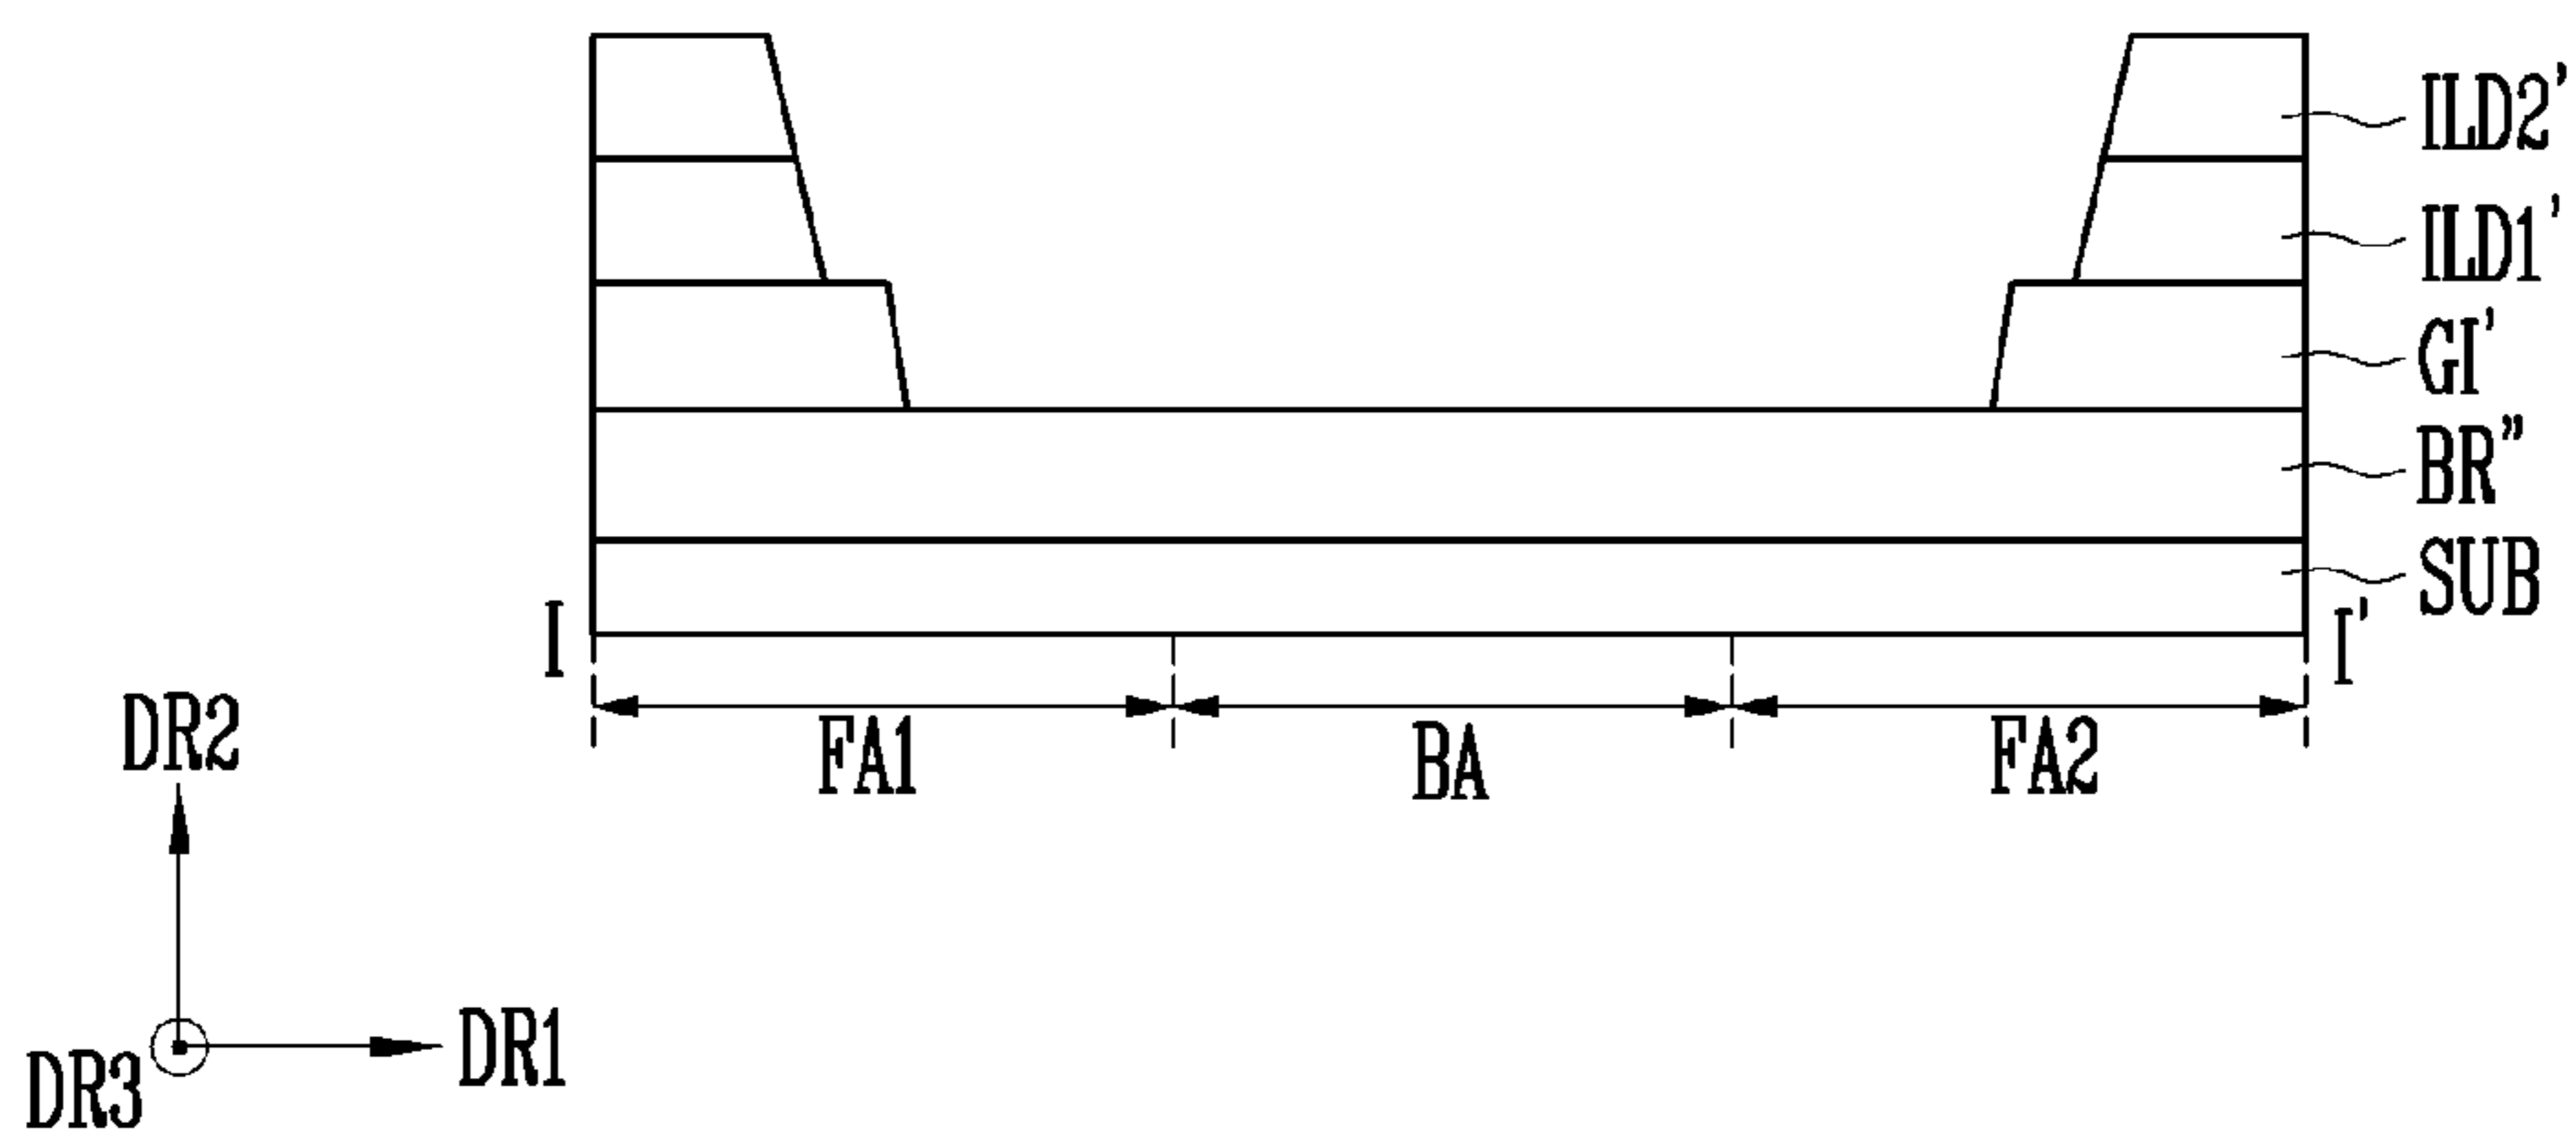 ILD2'
ILD1'
GI'
BR"
SUB
I I'
FA1 BA FA2
DR2
DR1
DR3